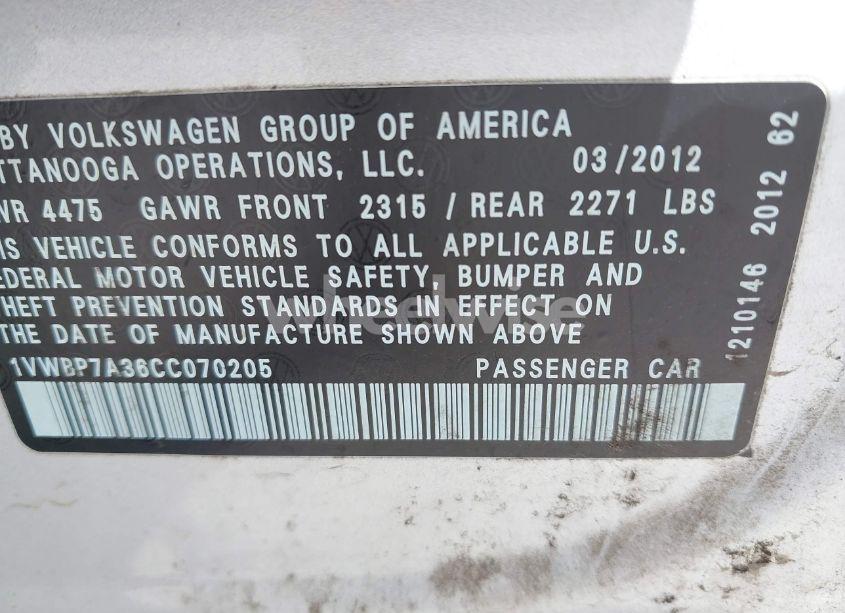 BY VOLKSWAGEN GROUP OF AMERICA
TTANOOGA OPERATIONS, LLC. 03/2012
WR 4475 GAWR FRONT 2315 / REAR 2271 LBS
IS VEHICLE CONFORMS TO ALL APPLICABLE U.S.
EDERAL MOTOR VEHICLE SAFETY, BUMPER AND
HEFT PREVENTION STANDARDS IN EFFECT ON
THE DATE OF MANUFACTURE SHOWN ABOVE
1VWBP7A36CC070205 PASSENGER CAR
1210146 2012 62
wheelwise